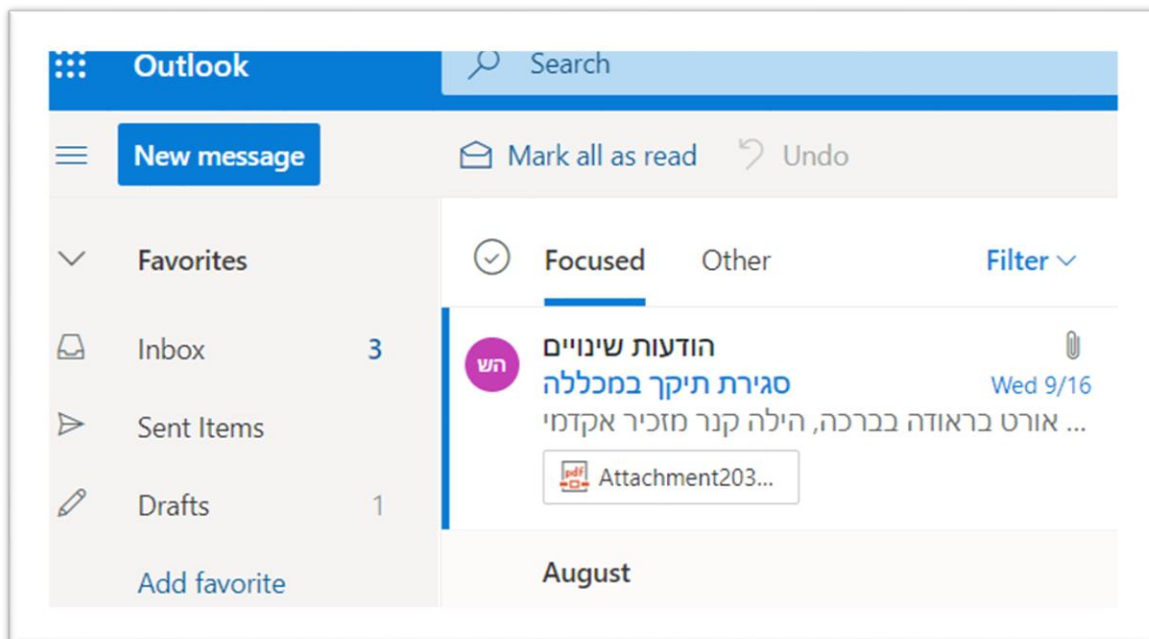 Outlook
Search
New message
Mark all as read
Undo
Favorites
Inbox 3
Sent Items
Drafts 1
Add favorite
Focused Other Filter
הש
הודעות שינויים
סגירת תיקך במכללה
Wed 9/16
אורט בראודה בברכה, הילה קנר מזכיר אקדמי ...
pdf
Attachment203...
August